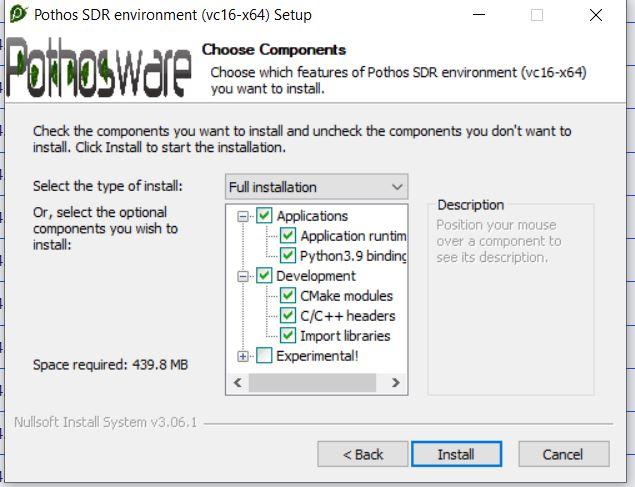 Pothos SDR environment (vc16-x64) Setup
Pothosware
Choose Components
Choose which features of Pothos SDR environment (vc16-x64)
you want to install.
Check the components you want to install and uncheck the components you don't want to
install. Click Install to start the installation.
Select the type of install:
Full installation
Or, select the optional
components you wish to
install:
Applications
Application runtim
Python3.9 binding
Development
CMake modules
C/C++ headers
Import libraries
Experimental!
Description
Position your mouse
over a component to
see its description.
Space required: 439.8 MB
Nullsoft Install System v3.06.1
< Back
Install
Cancel